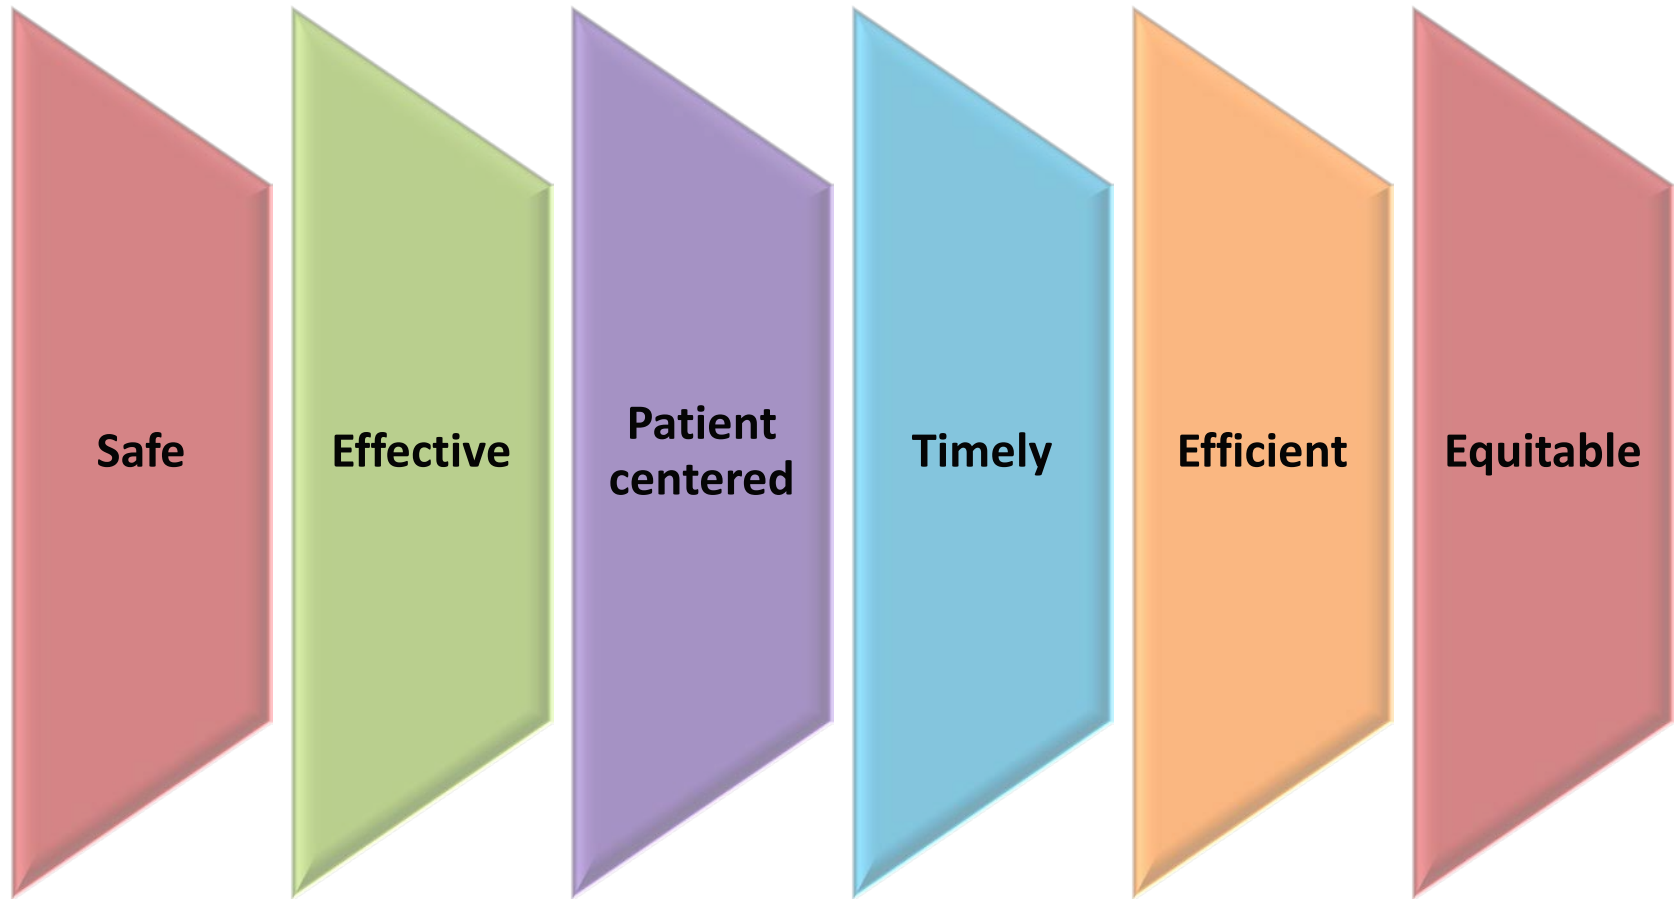 Safe
Effective
Patient
centered
Timely
Efficient
Equitable